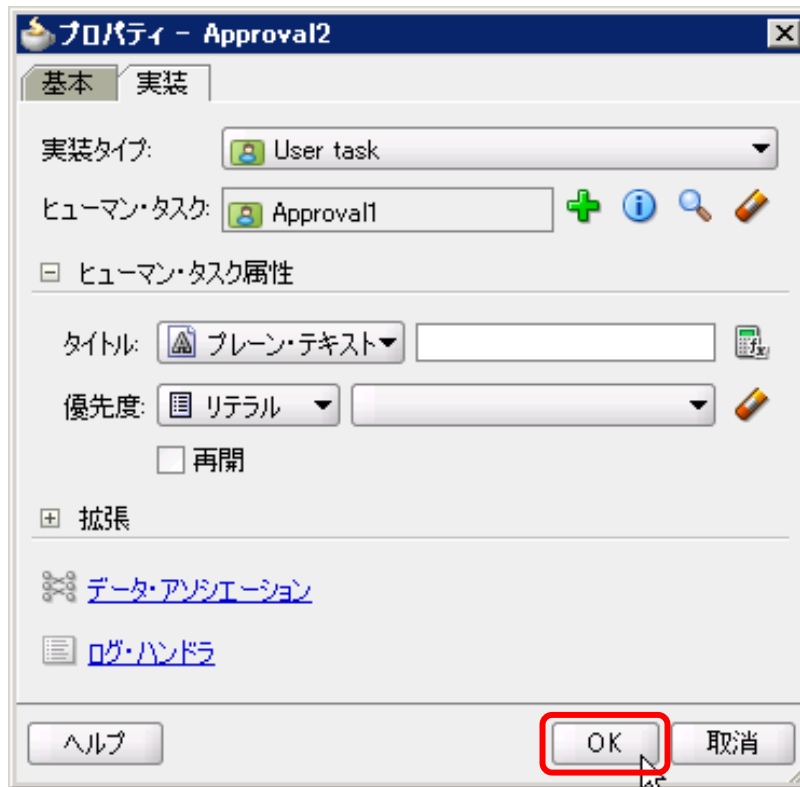 プロパティ - Approval2
基本 実装
実装タイプ: User task
ヒューマン・タスク: Approval1
ヒューマン・タスク属性
タイトル: プレーン・テキスト
優先度: リテラル
再開
拡張
データ・アソシエーション
ログ・ハンドラ
ヘルプ OK 取消